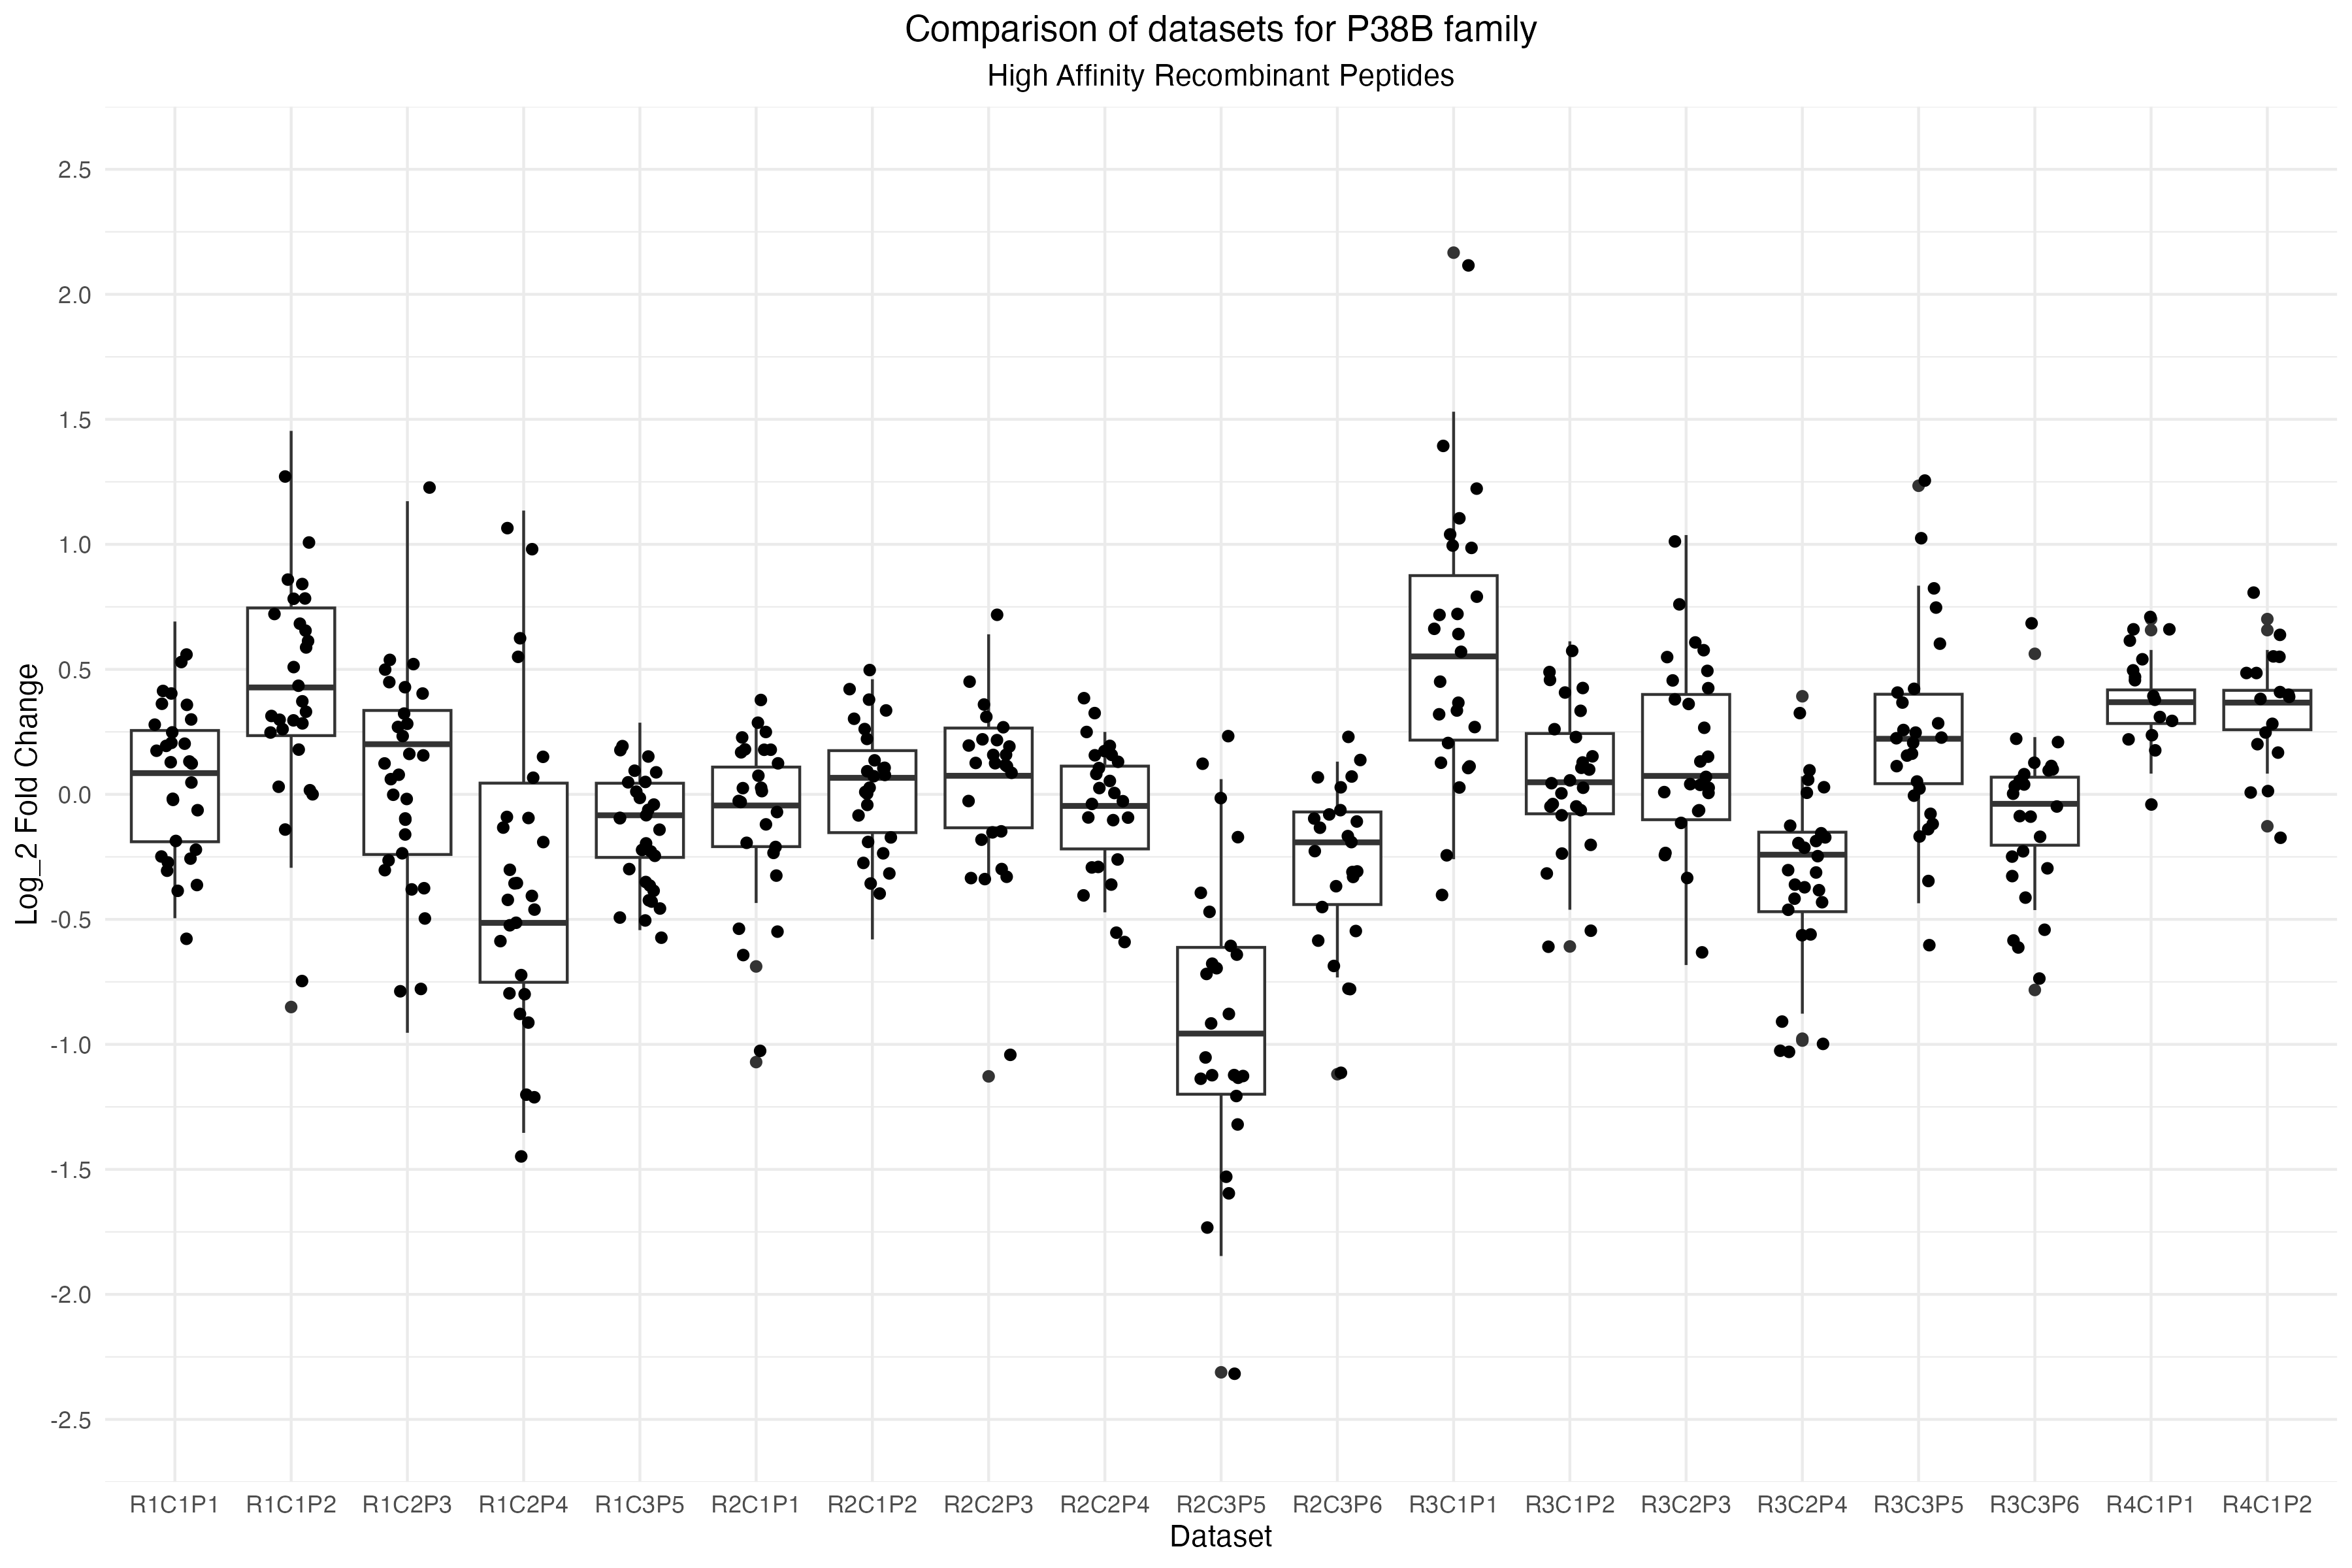 Comparison of datasets for P38B family
High Affinity Recombinant Peptides
Log_2 Fold Change
2.5
2.0
1.5
1.0
0.5
0.0
-0.5
-1.0
-1.5
-2.0
-2.5
R1C1P1 R1C1P2 R1C2P3 R1C2P4 R1C3P5 R2C1P1 R2C1P2 R2C2P3 R2C2P4 R2C3P5 R2C3P6 R3C1P1 R3C1P2 R3C2P3 R3C2P4 R3C3P5 R3C3P6 R4C1P1 R4C1P2
Dataset